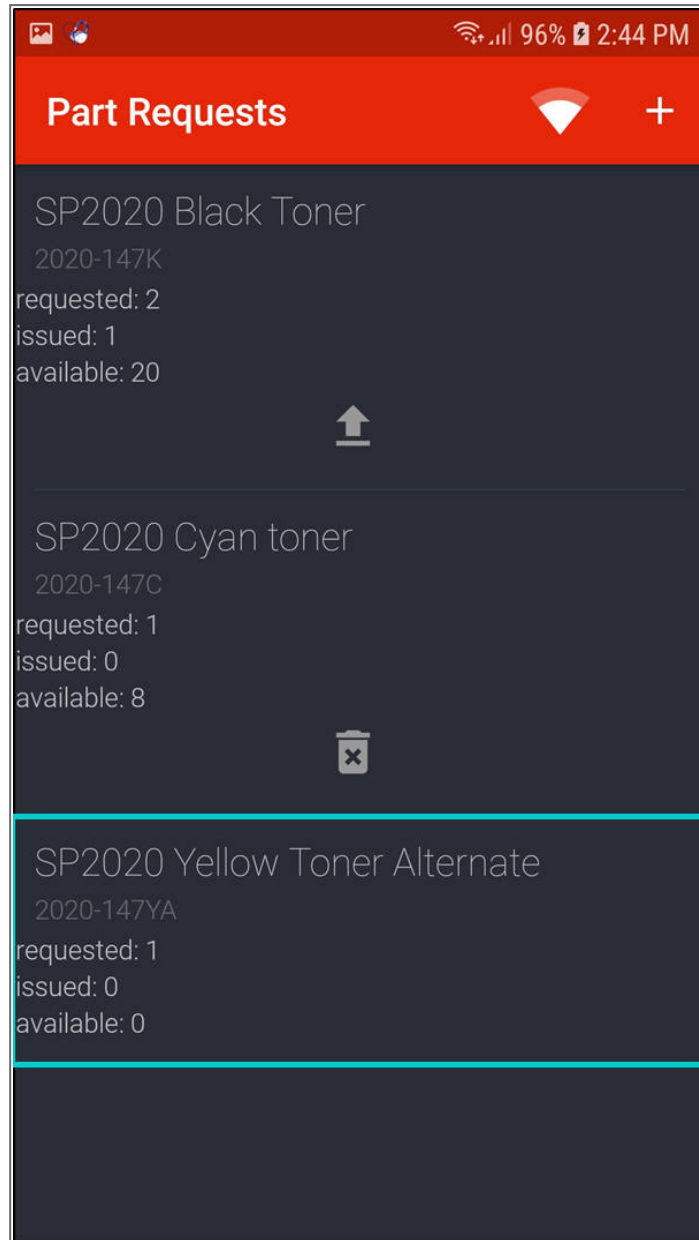 96% 2:44 PM
Part Requests
SP2020 Black Toner
2020-147K
requested: 2
issued: 1
available: 20
SP2020 Cyan toner
2020-147C
requested: 1
issued: 0
available: 8
SP2020 Yellow Toner Alternate
2020-147YA
requested: 1
issued: 0
available: 0